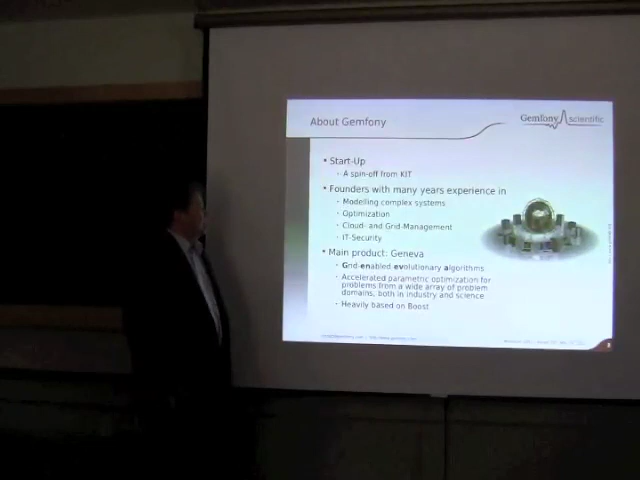 About Gemfony
Gemfony scientific
• Start-Up
- A spin-off from KIT
• Founders with many years experience in
- Modelling complex systems
- Optimization
- Cloud- and Grid-Management
- IT-Security
• Main product: Geneva
- Grid-enabled evolutionary algorithms
- Accelerated parametric optimization for
problems from a wide array of problem
domains, both in industry and science
- Heavily based on Boost